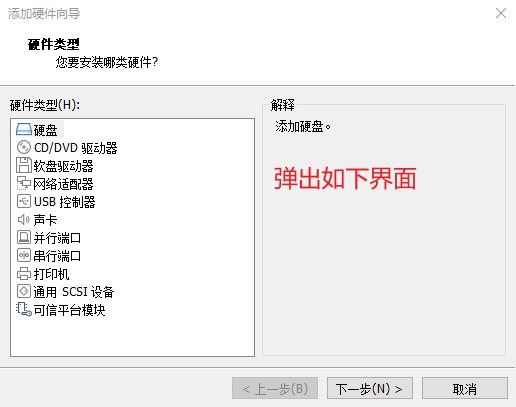 添加硬件向导
硬件类型
您要安装哪类硬件?
硬件类型(H):
硬盘
CD/DVD 驱动器
软盘驱动器
网络适配器
USB 控制器
声卡
并行端口
串行端口
打印机
通用 SCSI 设备
可信平台模块
解释
添加硬盘。
弹出如下界面
< 上一步(B)
下一步(N) >
取消